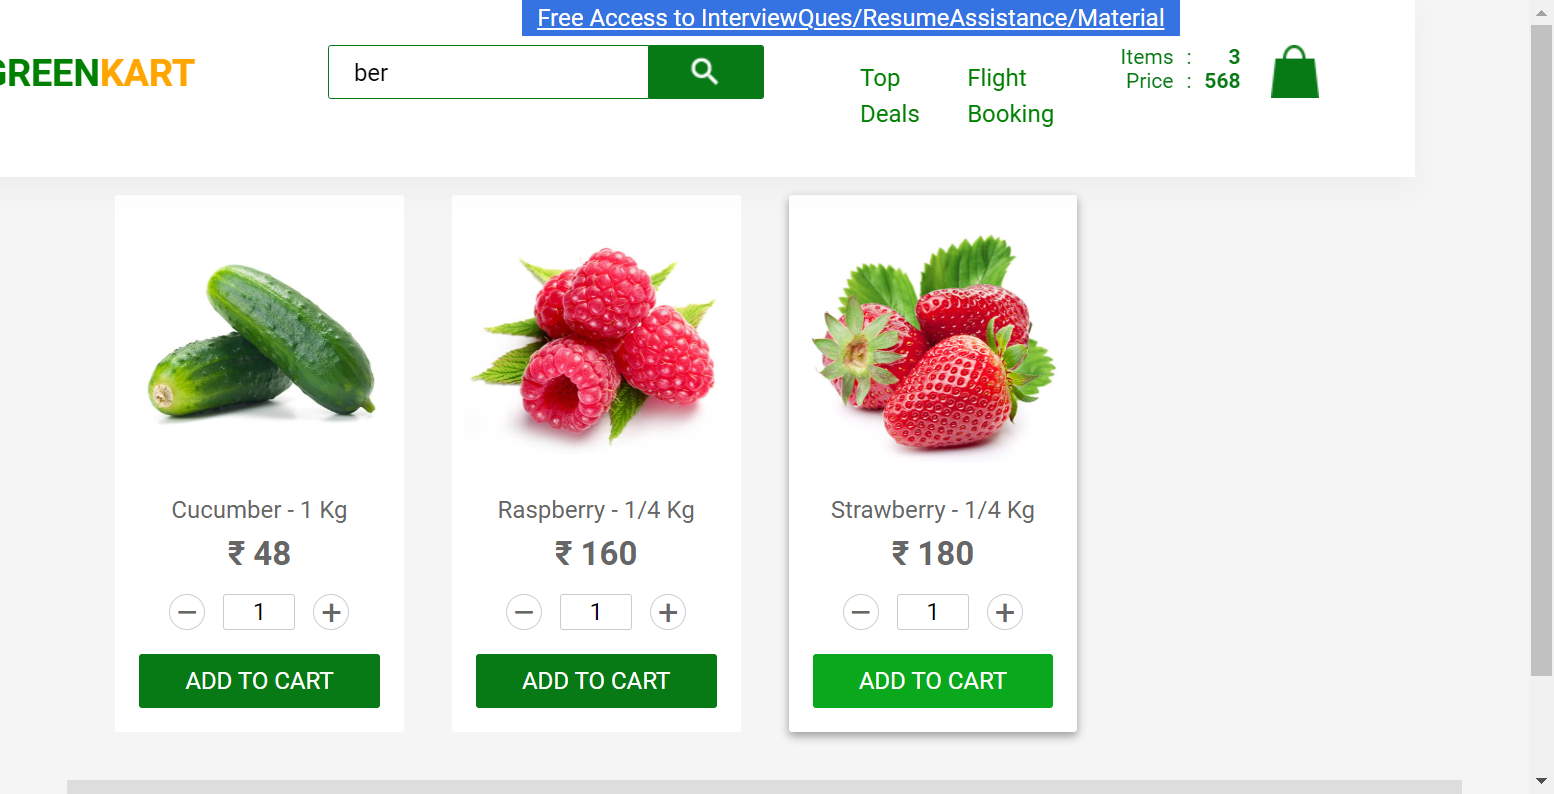 Free Access to InterviewQues/ResumeAssistance/Material
GREENKART
ber
Top
Deals
Flight
Booking
Items : 3
Price : 568
Cucumber - 1 Kg
₹ 48
1
ADD TO CART
Raspberry - 1/4 Kg
₹ 160
1
ADD TO CART
Strawberry - 1/4 Kg
₹ 180
1
ADD TO CART